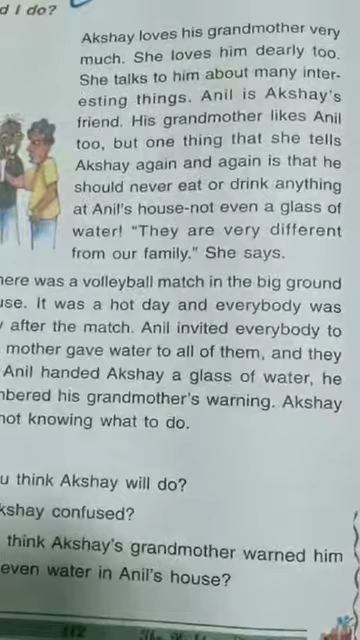 d I do?
Akshay loves his grandmother very
much. She loves him dearly too.
She talks to him about many inter-
esting things. Anil is Akshay's
friend. His grandmother likes Anil
too, but one thing that she tells
Akshay again and again is that he
should never eat or drink anything
at Anil's house-not even a glass of
water! "They are very different
from our family." She says.
here was a volleyball match in the big ground
use. It was a hot day and everybody was
y after the match. Anil invited everybody to
mother gave water to all of them, and they
Anil handed Akshay a glass of water, he
mbered his grandmother's warning. Akshay
not knowing what to do.
u think Akshay will do?
kshay confused?
think Akshay's grandmother warned him
even water in Anil's house?
112